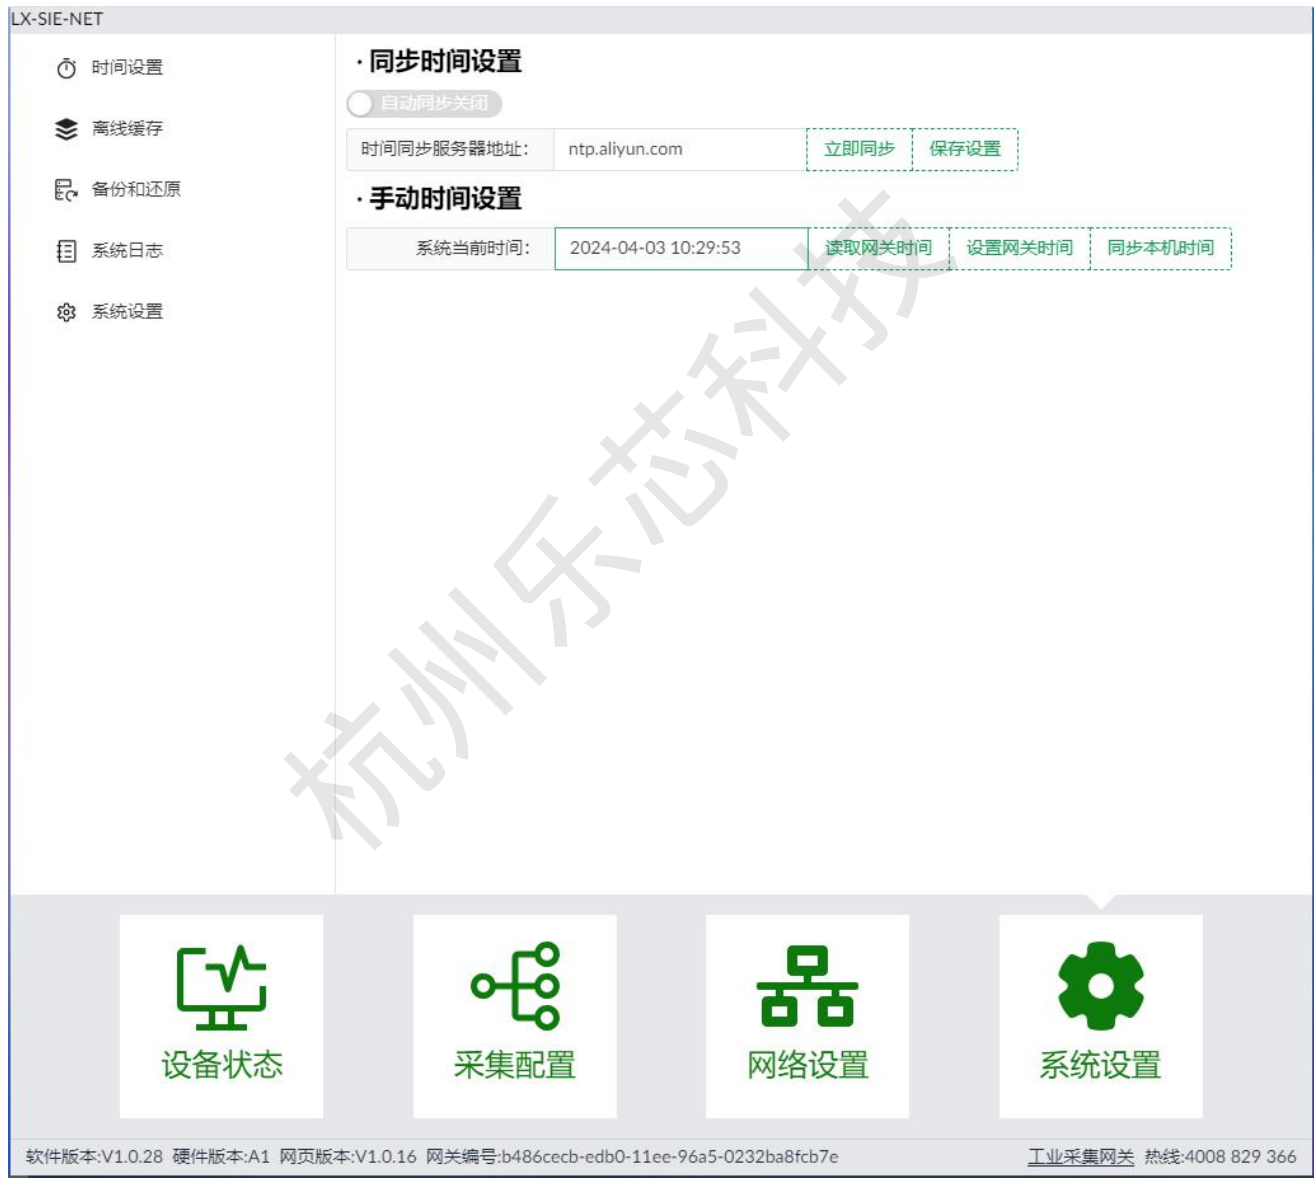 LX-SIE-NET
时间设置
离线缓存
备份和还原
系统日志
系统设置
· 同步时间设置
自动同步关闭
时间同步服务器地址: ntp.aliyun.com 立即同步 保存设置
· 手动时间设置
系统当前时间: 2024-04-03 10:29:53 读取网关时间 设置网关时间 同步本机时间
杭州乐芯科技
设备状态 采集配置 网络设置 系统设置
软件版本:V1.0.28 硬件版本:A1 网页版本:V1.0.16 网关编号:b486cecb-edb0-11ee-96a5-0232ba8fcb7e 工业采集网关 热线:4008 829 366